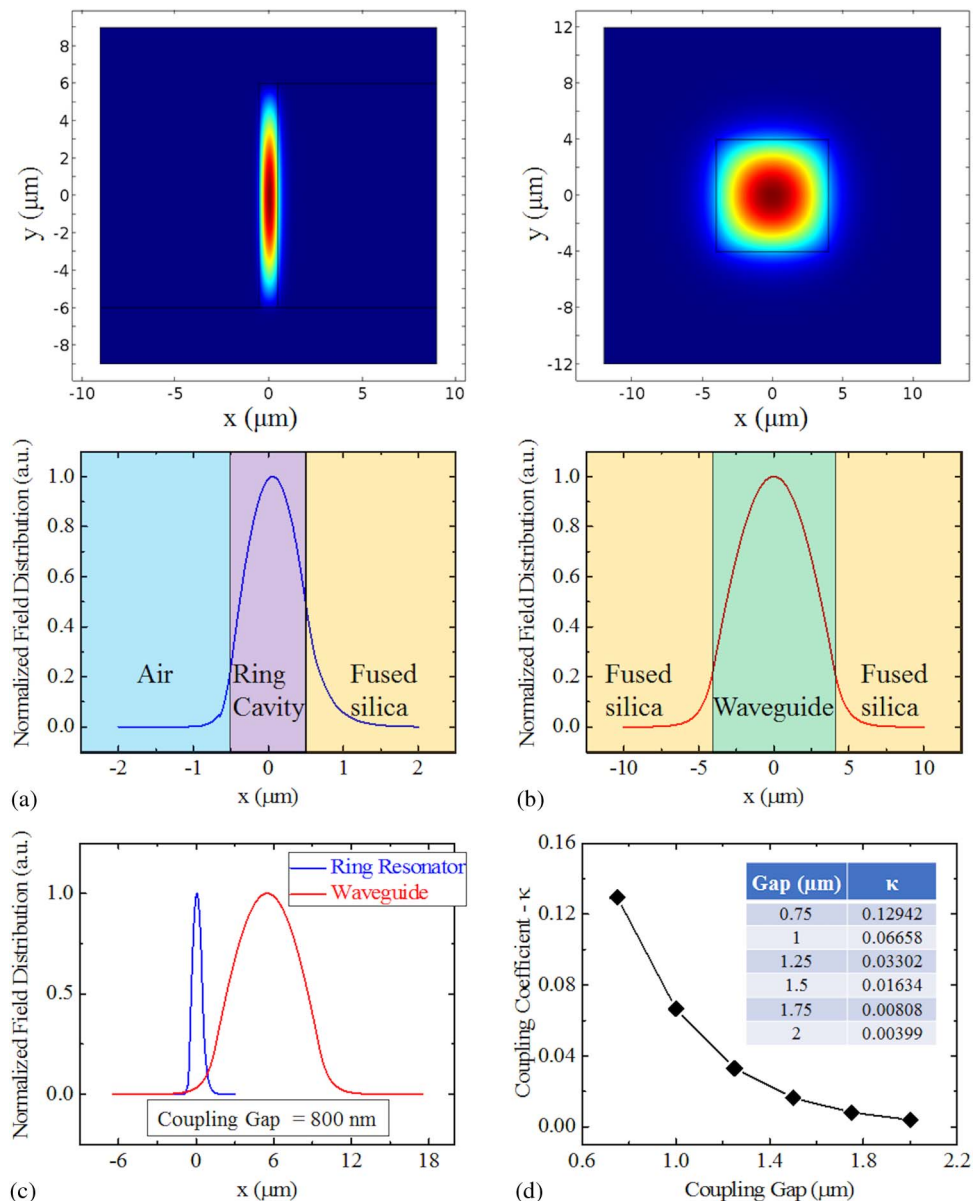 8
6
4
2
0
-2
-4
-6
-8
y (μm)
-10
-5
0
5
10
x (μm)
12
8
4
0
-4
-8
-12
y (μm)
-10
-5
0
5
10
x (μm)
Normalized Field Distribution (a.u.)
1.0
0.8
0.6
0.4
0.2
0.0
Air
Ring
Cavity
Fused
silica
-2
-1
0
1
2
x (μm)
(a)
Normalized Field Distribution (a.u.)
1.0
0.8
0.6
0.4
0.2
0.0
Fused
silica
Waveguide
Fused
silica
-10
-5
0
5
10
x (μm)
(b)
Normalized Field Distribution (a.u.)
1.0
0.5
0.0
Ring Resonator
Waveguide
Coupling Gap = 800 nm
-6
0
6
12
18
x (μm)
(c)
Coupling Coefficient - κ
0.16
0.12
0.08
0.04
0.00
Gap (μm) κ
0.75 0.12942
1 0.06658
1.25 0.03302
1.5 0.01634
1.75 0.00808
2 0.00399
0.6
1.0
1.4
1.8
2.2
Coupling Gap (μm)
(d)